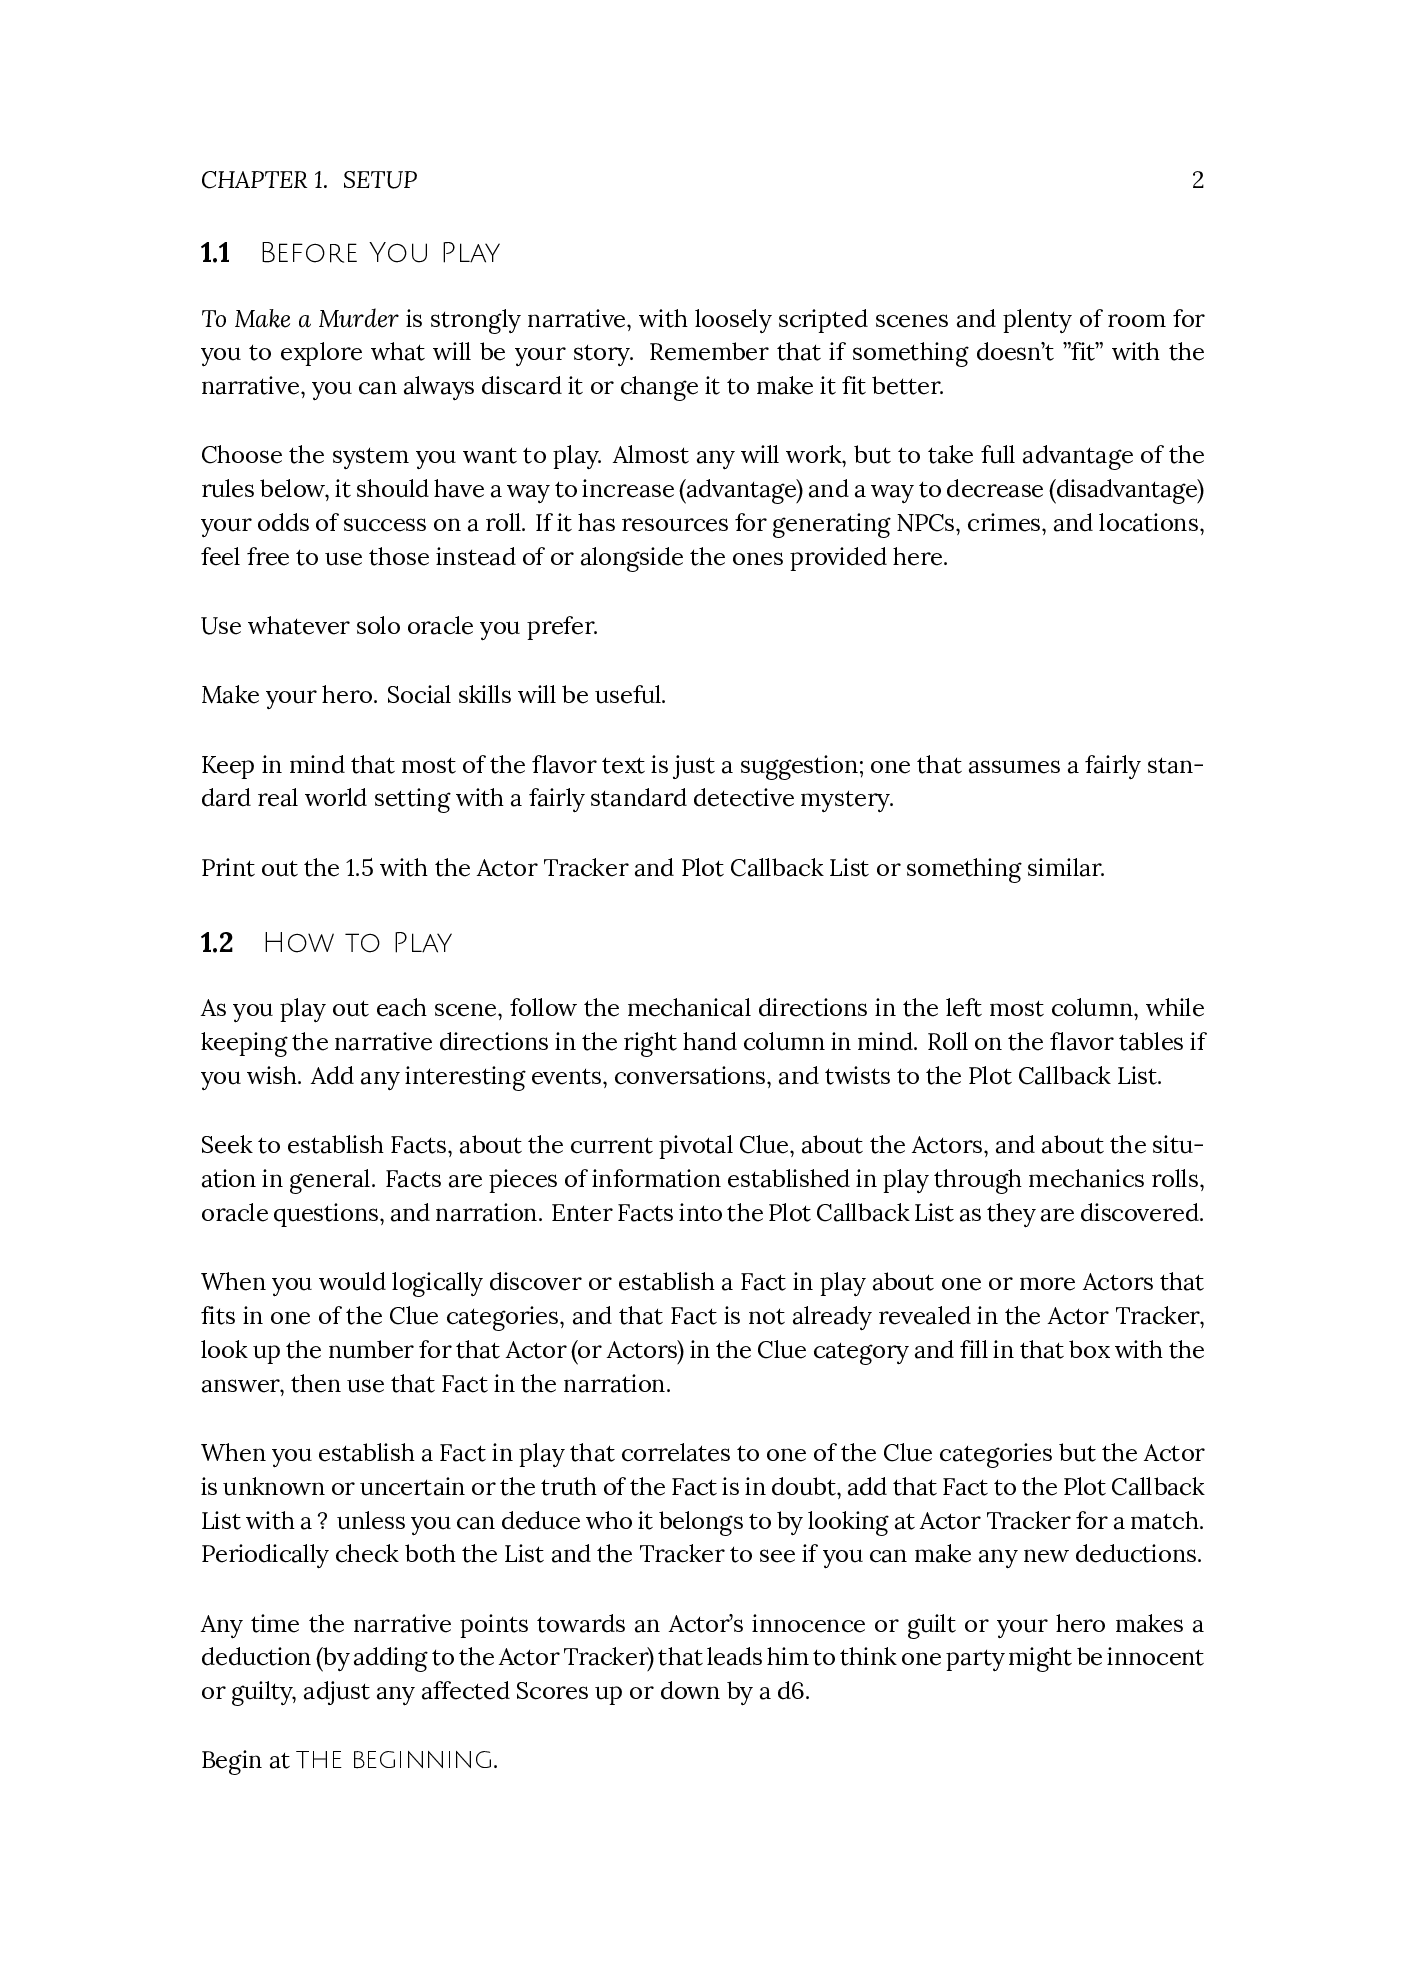 CHAPTER 1. SETUP 2
1.1 BEFORE YOU PLAY
To Make a Murder is strongly narrative, with loosely scripted scenes and plenty of room for
you to explore what will be your story. Remember that if something doesn’t ”fit” with the
narrative, you can always discard it or change it to make it fit better.
Choose the system you want to play. Almost any will work, but to take full advantage of the
rules below, it should have a way to increase (advantage) and a way to decrease (disadvantage)
your odds of success on a roll. If it has resources for generating NPCs, crimes, and locations,
feel free to use those instead of or alongside the ones provided here.
Use whatever solo oracle you prefer.
Make your hero. Social skills will be useful.
Keep in mind that most of the flavor text is just a suggestion; one that assumes a fairly stan-
dard real world setting with a fairly standard detective mystery.
Print out the 1.5 with the Actor Tracker and Plot Callback List or something similar.
1.2 HOW TO PLAY
As you play out each scene, follow the mechanical directions in the left most column, while
keeping the narrative directions in the right hand column in mind. Roll on the flavor tables if
you wish. Add any interesting events, conversations, and twists to the Plot Callback List.
Seek to establish Facts, about the current pivotal Clue, about the Actors, and about the situ-
ation in general. Facts are pieces of information established in play through mechanics rolls,
oracle questions, and narration. Enter Facts into the Plot Callback List as they are discovered.
When you would logically discover or establish a Fact in play about one or more Actors that
fits in one of the Clue categories, and that Fact is not already revealed in the Actor Tracker,
look up the number for that Actor (or Actors) in the Clue category and fill in that box with the
answer, then use that Fact in the narration.
When you establish a Fact in play that correlates to one of the Clue categories but the Actor
is unknown or uncertain or the truth of the Fact is in doubt, add that Fact to the Plot Callback
List with a ? unless you can deduce who it belongs to by looking at Actor Tracker for a match.
Periodically check both the List and the Tracker to see if you can make any new deductions.
Any time the narrative points towards an Actor’s innocence or guilt or your hero makes a
deduction (by adding to the Actor Tracker) that leads him to think one party might be innocent
or guilty, adjust any affected Scores up or down by a d6.
Begin at THE BEGINNING.